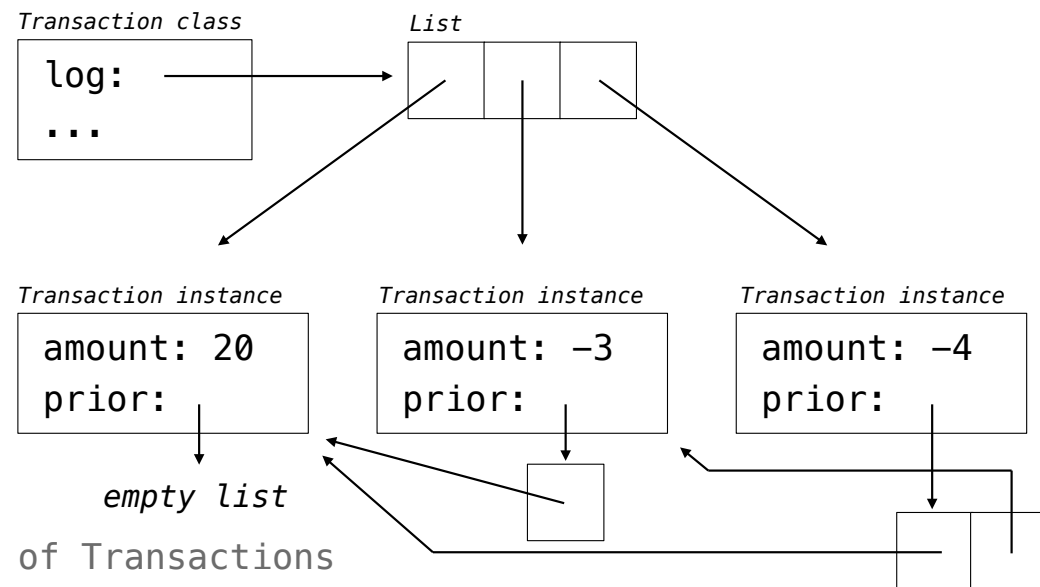 Transaction class
List
log:
...
Transaction instance
Transaction instance
Transaction instance
amount: 20
prior:
amount: −3
prior:
amount: −4
prior:
empty list
of Transactions